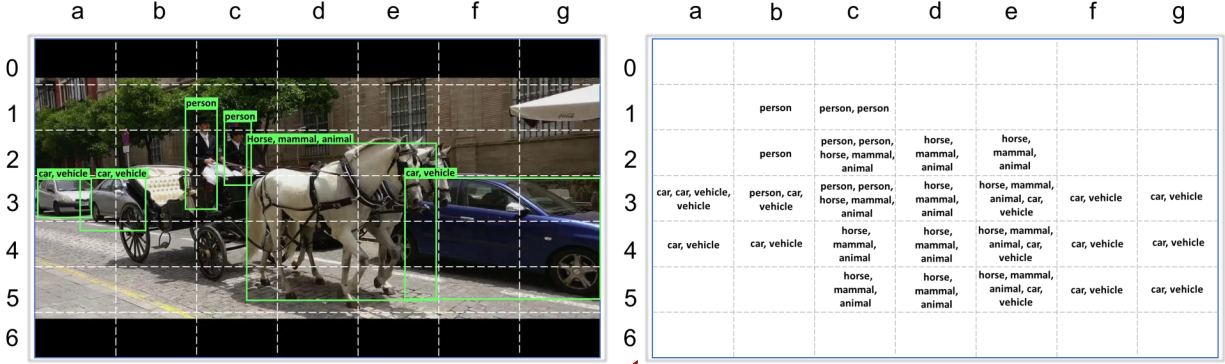 a b c d e f g
0
1
2
3
4
5
6
person
person
Horse, mammal, animal
car, vehicle
car, vehicle
car, vehicle
a b c d e f g
0
1
person
person, person
2
person
person, person,
horse, mammal,
animal
horse,
mammal,
animal
horse,
mammal,
animal
3
car, car, vehicle,
vehicle
person, car,
vehicle
person, person,
horse, mammal,
animal
horse,
mammal,
animal
horse, mammal,
animal, car,
vehicle
car, vehicle
car, vehicle
4
car, vehicle
car, vehicle
horse,
mammal,
animal
horse,
mammal,
animal
horse, mammal,
animal, car,
vehicle
car, vehicle
car, vehicle
5
horse,
mammal,
animal
horse,
mammal,
animal
horse, mammal,
animal, car,
vehicle
car, vehicle
car, vehicle
6